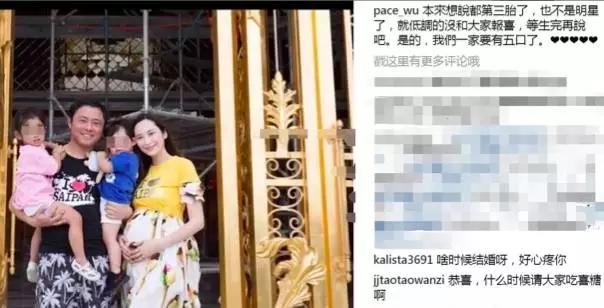 I ❤ SAIPAN
pace_wu 本來想說都第三胎了，也不是明星
了，就低調的沒和大家報喜，等生完再說
吧。是的，我們一家要有五口了。❤❤❤❤❤
戳这里有更多评论哦
kalista3691 啥时候结婚呀，好心疼你
jjtaotaowanzi 恭喜，什么时候请大家吃喜糖
啊